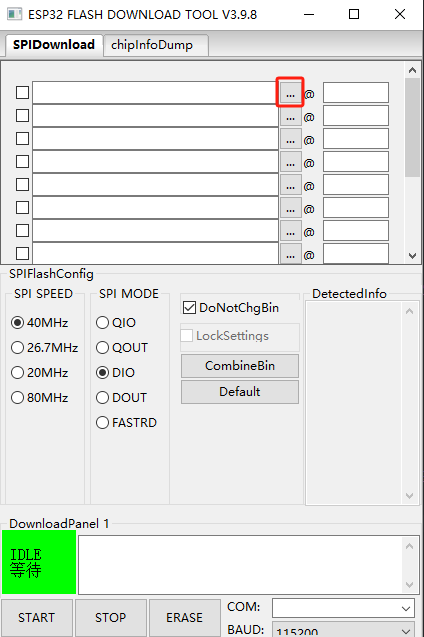 ESP32 FLASH DOWNLOAD TOOL V3.9.8
SPIDownload chipInfoDump
... @
... @
... @
... @
... @
... @
... @
... @
SPIFlashConfig
SPI SPEED
40MHz
26.7MHz
20MHz
80MHz
SPI MODE
QIO
QOUT
DIO
DOUT
FASTRD
DoNotChgBin
LockSettings
CombineBin
Default
DetectedInfo
DownloadPanel 1
IDLE
等待
START STOP ERASE
COM:
BAUD: 115200